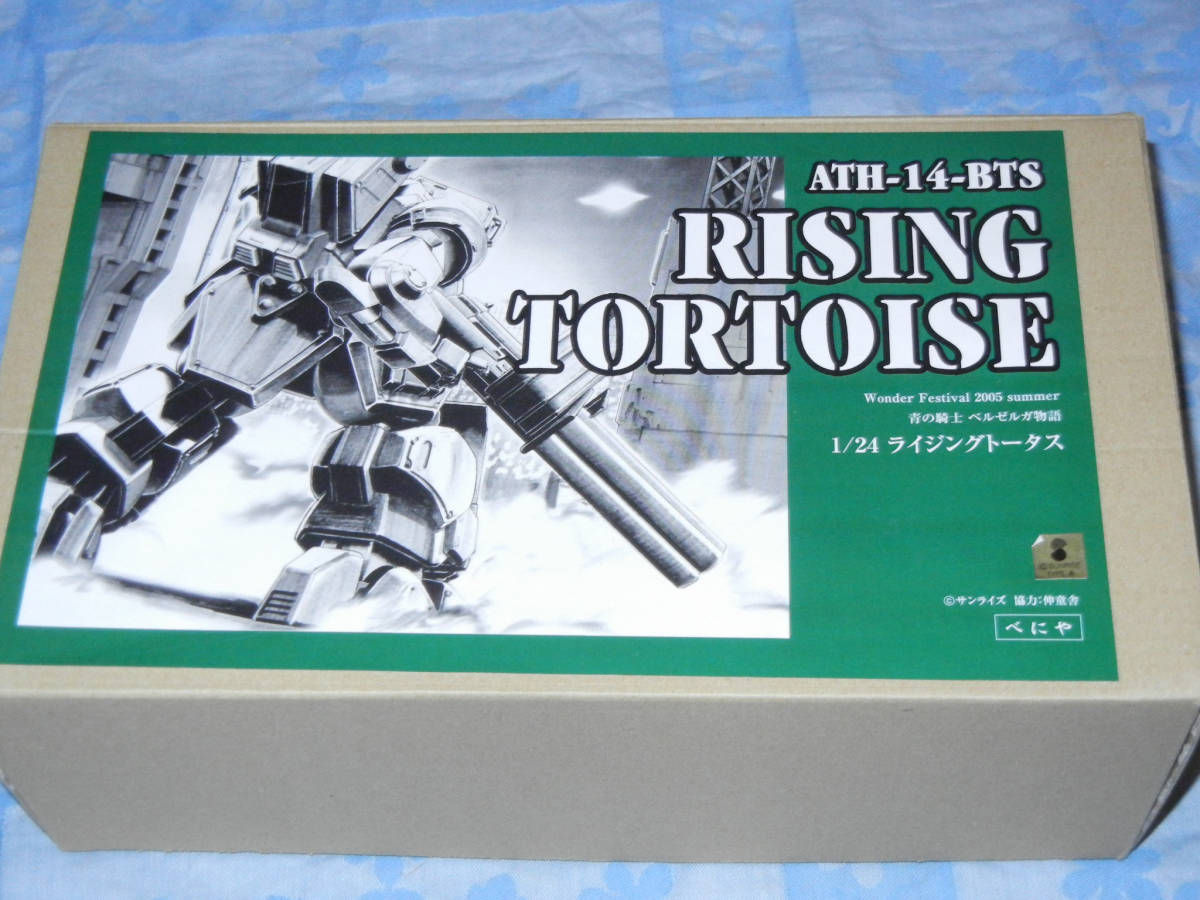 ATH-14-BTS
RISING
TORTOISE
Wonder Festival 2005 summer
青の騎士 ベルゼルガ物語
1/24 ライジングトータス
©サンライズ 協力:伸童舎
べにや